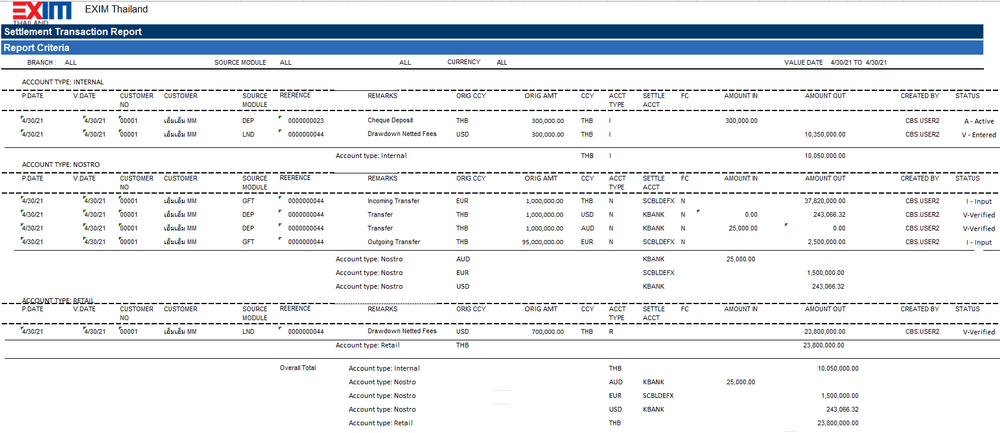 EXIM
THAILAND
EXIM Thailand
Settlement Transaction Report
Report Criteria
BRANCH : ALL SOURCE MODULE ALL ALL CURRENCY ALL VALUE DATE 4/30/21 TO 4/30/21
ACCOUNT TYPE: INTERNAL
P.DATE V.DATE CUSTOMER NO CUSTOMER SOURCE MODULE REERENCE REMARKS ORIG CCY ORIG AMT CCY ACCT TYPE SETTLE ACCT FC AMOUNT IN AMOUNT OUT CREATED BY STATUS
4/30/21 4/30/21 00001 เอ็มเอ็ม MM DEP 0000000023 Cheque Deposit THB 300,000.00 THB I 300,000.00 CBS.USER2 A - Active
4/30/21 4/30/21 00001 เอ็มเอ็ม MM LND 0000000044 Drawdown Netted Fees USD 300,000.00 THB I 10,350,000.00 CBS.USER2 V - Entered
Account type: Internal THB I 10,050,000.00
ACCOUNT TYPE: NOSTRO
P.DATE V.DATE CUSTOMER NO CUSTOMER SOURCE MODULE REERENCE REMARKS ORIG CCY ORIG AMT CCY ACCT TYPE SETTLE ACCT FC AMOUNT IN AMOUNT OUT CREATED BY STATUS
4/30/21 4/30/21 00001 เอ็มเอ็ม MM GFT 0000000044 Incoming Transfer EUR 1,000,000.00 THB N SCBLDEFX N 37,820,000.00 CBS.USER2 I - Input
4/30/21 4/30/21 00001 เอ็มเอ็ม MM DEP 0000000044 Transfer THB 1,000,000.00 USD N KBANK N 0.00 243,066.32 CBS.USER2 V-Verified
4/30/21 4/30/21 00001 เอ็มเอ็ม MM DEP 0000000044 Transfer THB 1,000,000.00 AUD N KBANK N 25,000.00 0.00 CBS.USER2 V-Verified
4/30/21 4/30/21 00001 เอ็มเอ็ม MM GFT 0000000044 Outgoing Transfer THB 95,000,000.00 EUR N SCBLDEFX N 2,500,000.00 CBS.USER2 I - Input
Account type: Nostro AUD KBANK 25,000.00
Account type: Nostro EUR SCBLDEFX 1,500,000.00
Account type: Nostro USD KBANK 243,066.32
ACCOUNT TYPE: RETAIL
P.DATE V.DATE CUSTOMER NO CUSTOMER SOURCE MODULE REERENCE REMARKS ORIG CCY ORIG AMT CCY ACCT TYPE SETTLE ACCT FC AMOUNT IN AMOUNT OUT CREATED BY STATUS
4/30/21 4/30/21 00001 เอ็มเอ็ม MM LND 0000000044 Drawdown Netted Fees USD 700,000.00 THB R 23,800,000.00 CBS.USER2 V-Verified
Account type: Retail THB 23,800,000.00
Overall Total Account type: Internal THB 10,050,000.00
Account type: Nostro AUD KBANK 25,000.00
Account type: Nostro EUR SCBLDEFX 1,500,000.00
Account type: Nostro USD KBANK 243,066.32
Account type: Retail THB 23,800,000.00